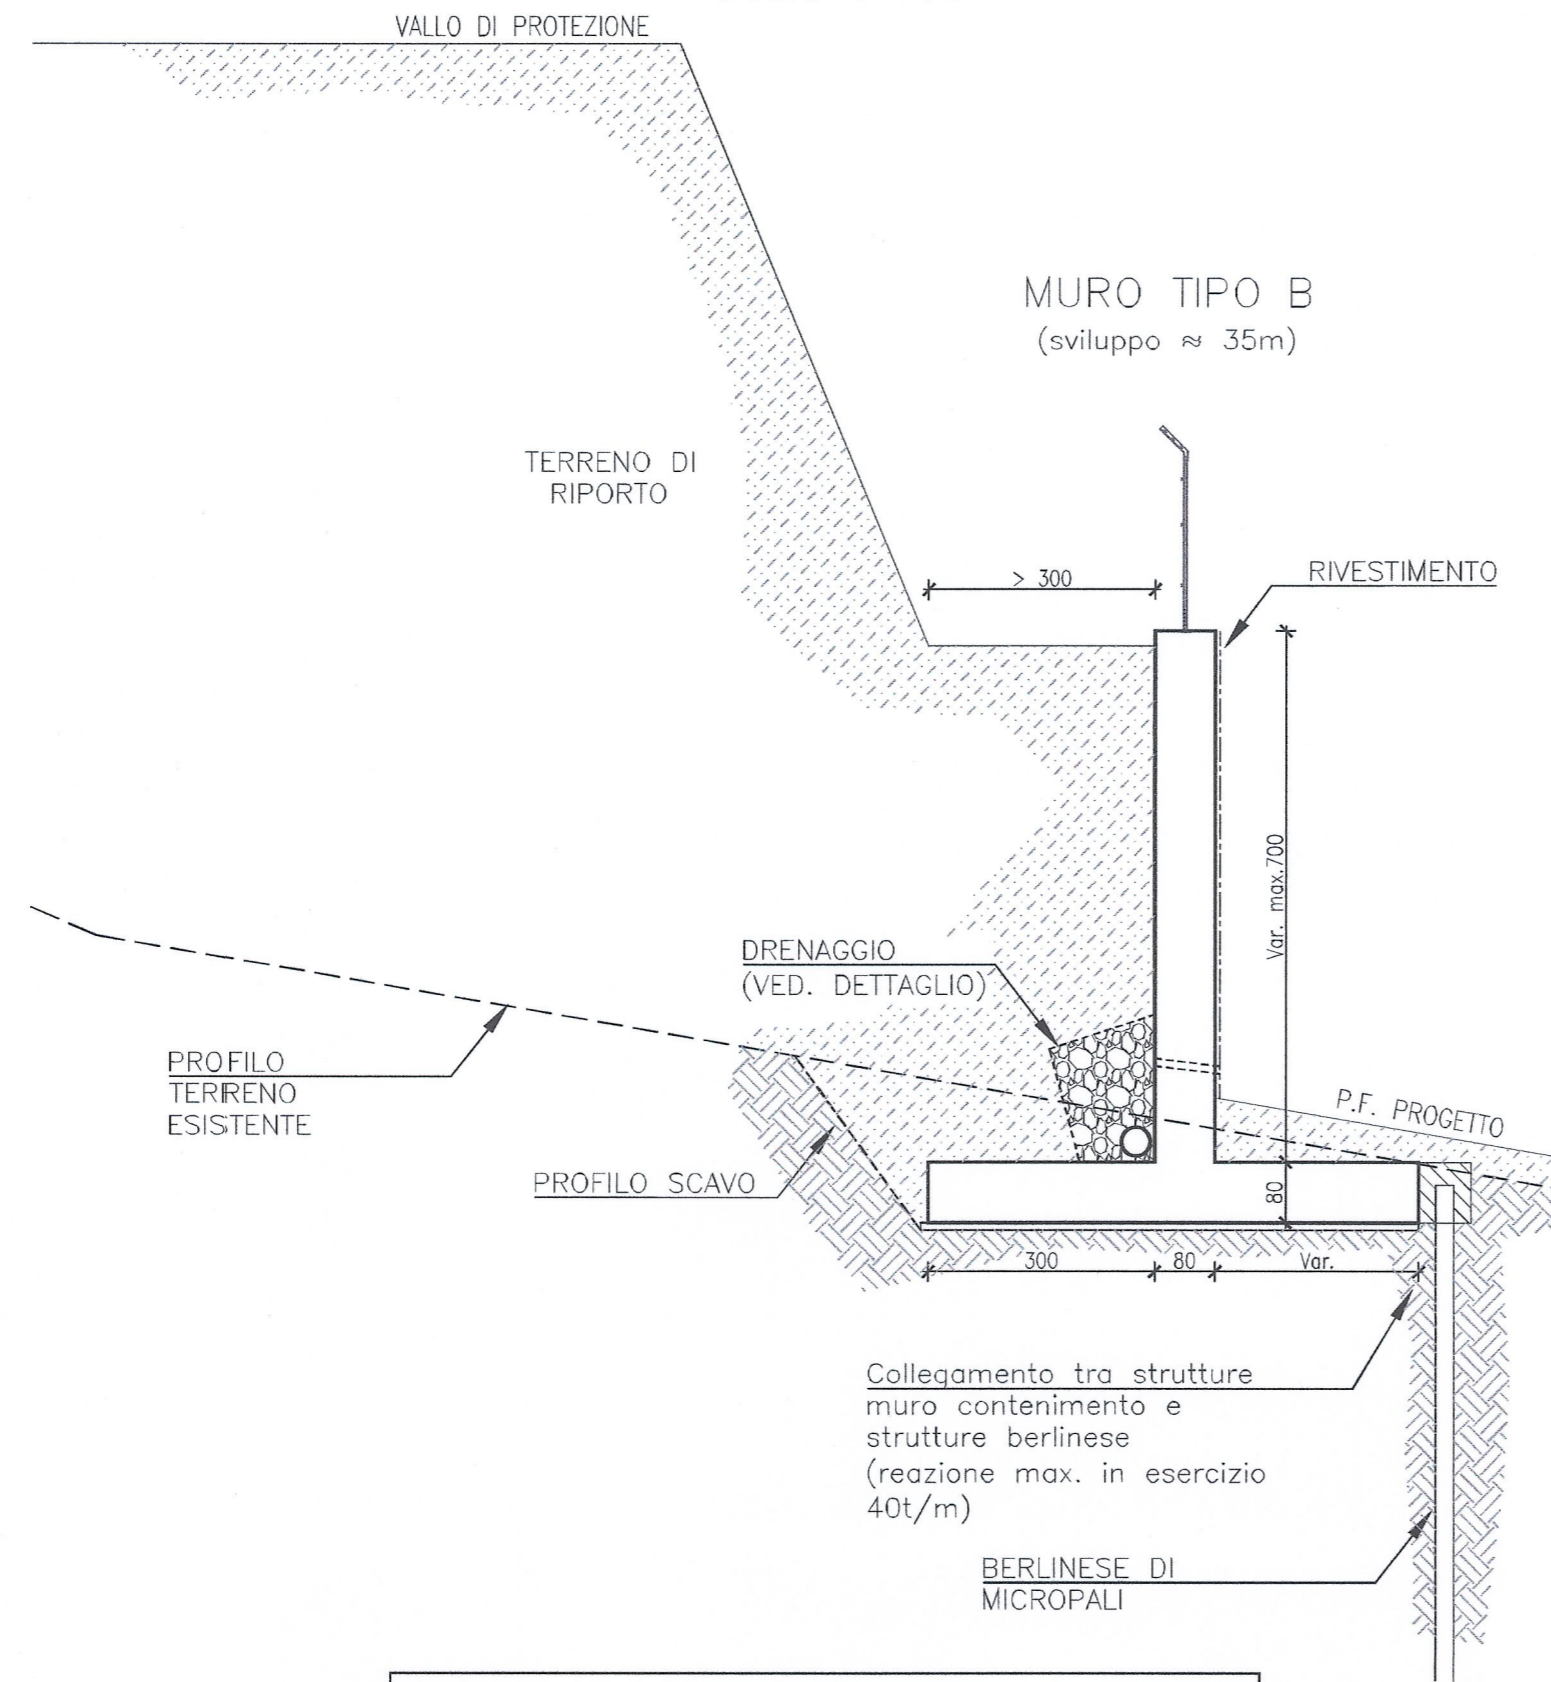 VALLO DI PROTEZIONE
MURO TIPO B
(sviluppo ≈ 35m)
TERRENO DI
RIPORTO
> 300
RIVESTIMENTO
Var. max.700
DRENAGGIO
(VED. DETTAGLIO)
PROFILO
TERRENO
ESISTENTE
P.F. PROGETTO
PROFILO SCAVO
80
300
80
Var.
Collegamento tra strutture
muro contenimento e
strutture berlinese
(reazione max. in esercizio
40t/m)
BERLINESE DI
MICROPALI